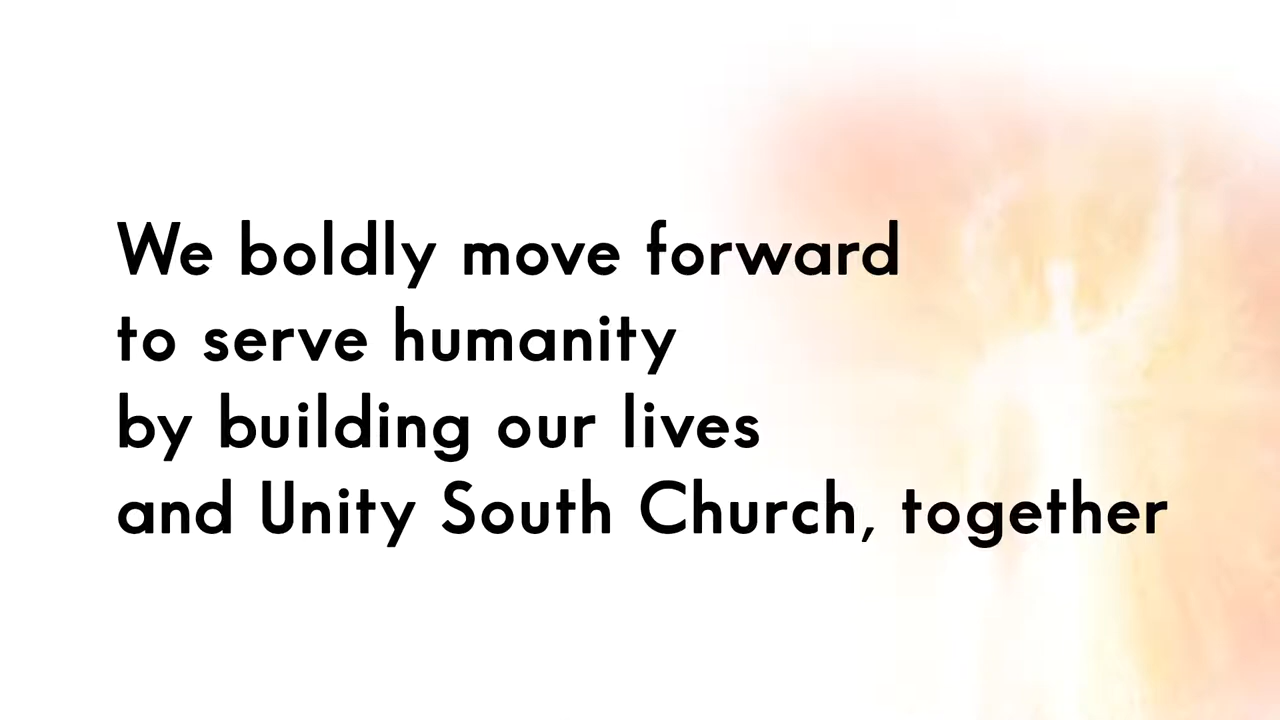 We boldly move forward
to serve humanity
by building our lives
and Unity South Church, together